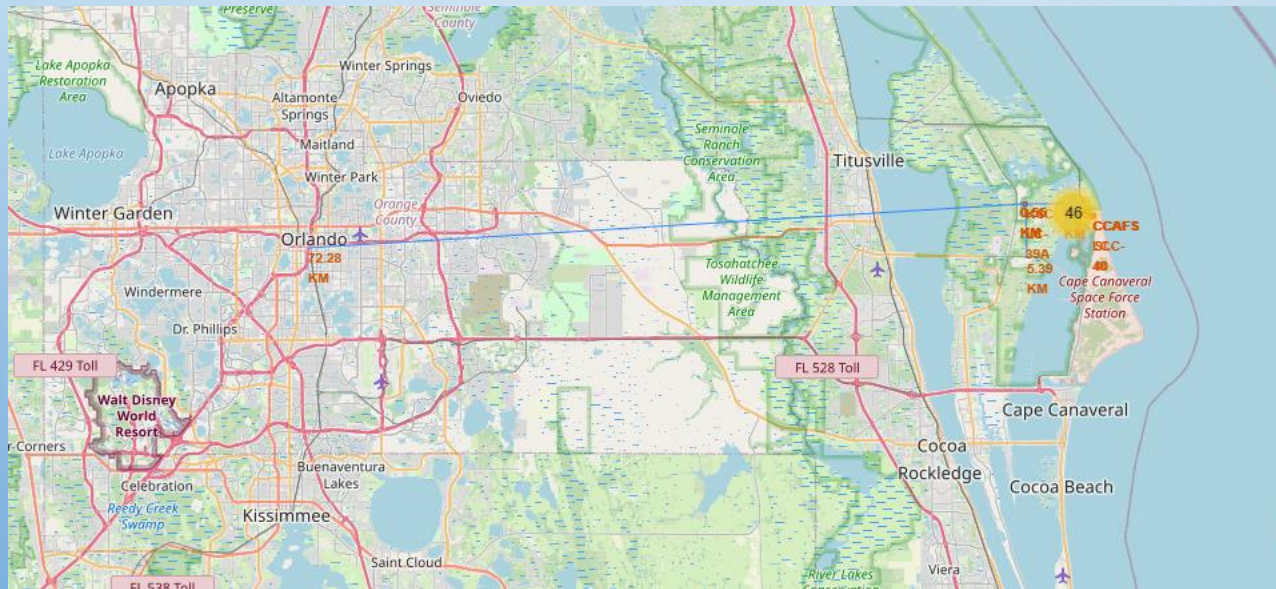 Preserve
Seminole
County
Lake Apopka
Restoration
Area
Winter Springs
Apopka
Altamonte
Springs
Oviedo
Maitland
Seminole
Ranch
Conservation
Area
Lake Apopka
Titusville
Winter Park
Orange
County
Winter Garden
46
Orlando
72.28
KM
CCAFS
SLC-
40
39A
5.39
KM
Tosohatchee
Wildlife
Management
Area
Cape Canaveral
Space Force
Station
Windermere
Dr. Phillips
FL 429 Toll
FL 528 Toll
Walt Disney
World
Resort
Cape Canaveral
r-Corners
Buenaventura
Lakes
Cocoa
Rockledge
Celebration
Cocoa Beach
Reedy Creek
Swamp
Kissimmee
Saint Cloud
Viera
River Lakes
Conservation
FL 538 Toll